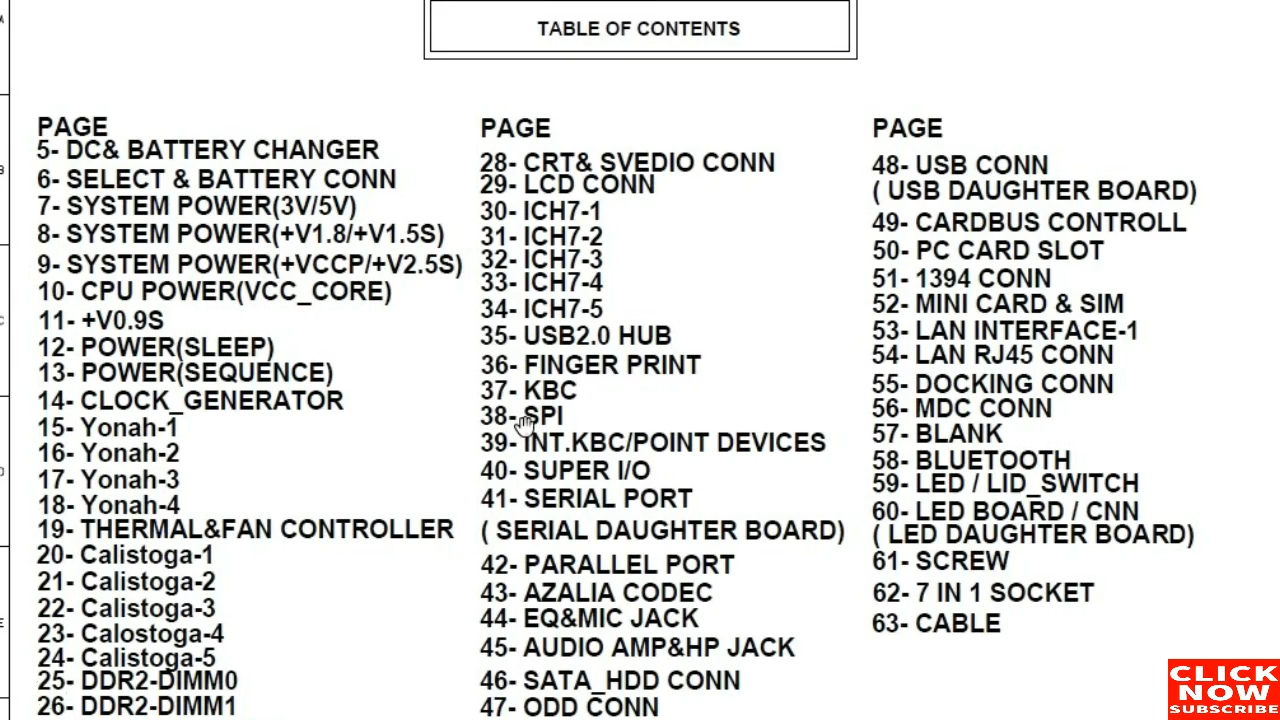 TABLE OF CONTENTS
PAGE
5- DC& BATTERY CHANGER
6- SELECT & BATTERY CONN
7- SYSTEM POWER(3V/5V)
8- SYSTEM POWER(+V1.8/+V1.5S)
9- SYSTEM POWER(+VCCP/+V2.5S)
10- CPU POWER(VCC_CORE)
11- +V0.9S
12- POWER(SLEEP)
13- POWER(SEQUENCE)
14- CLOCK_GENERATOR
15- Yonah-1
16- Yonah-2
17- Yonah-3
18- Yonah-4
19- THERMAL&FAN CONTROLLER
20- Calistoga-1
21- Calistoga-2
22- Calistoga-3
23- Calostoga-4
24- Calistoga-5
25- DDR2-DIMM0
26- DDR2-DIMM1
PAGE
28- CRT& SVEDIO CONN
29- LCD CONN
30- ICH7-1
31- ICH7-2
32- ICH7-3
33- ICH7-4
34- ICH7-5
35- USB2.0 HUB
36- FINGER PRINT
37- KBC
38- SPI
39- INT.KBC/POINT DEVICES
40- SUPER I/O
41- SERIAL PORT
( SERIAL DAUGHTER BOARD)
42- PARALLEL PORT
43- AZALIA CODEC
44- EQ&MIC JACK
45- AUDIO AMP&HP JACK
46- SATA_HDD CONN
47- ODD CONN
PAGE
48- USB CONN
( USB DAUGHTER BOARD)
49- CARDBUS CONTROLL
50- PC CARD SLOT
51- 1394 CONN
52- MINI CARD & SIM
53- LAN INTERFACE-1
54- LAN RJ45 CONN
55- DOCKING CONN
56- MDC CONN
57- BLANK
58- BLUETOOTH
59- LED / LID_SWITCH
60- LED BOARD / CNN
( LED DAUGHTER BOARD)
61- SCREW
62- 7 IN 1 SOCKET
63- CABLE
CLICK
NOW
SUBSCRIBE